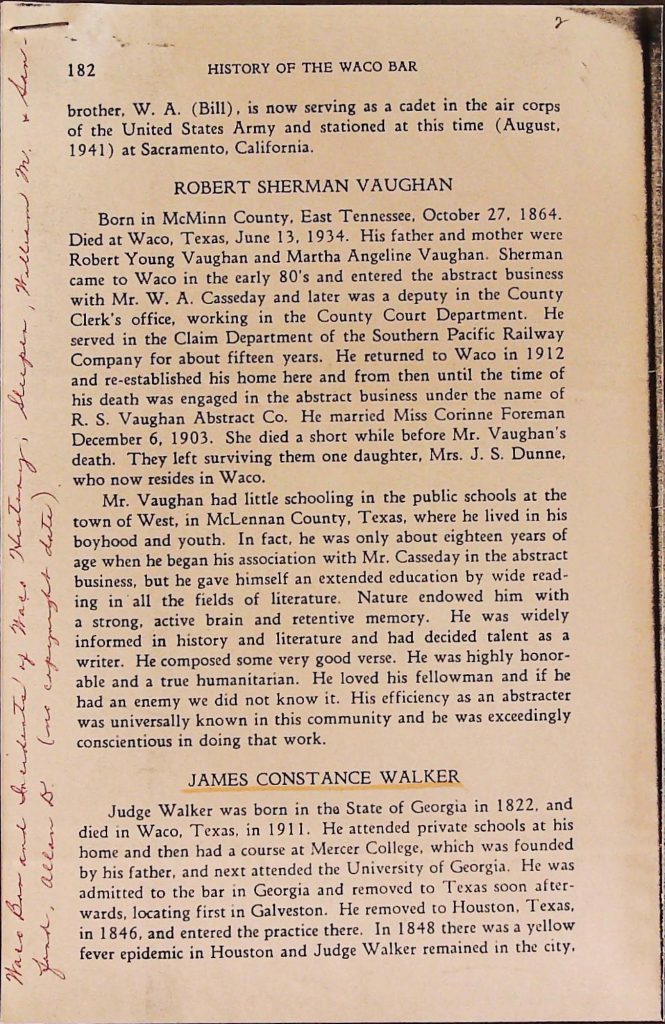 2
182
HISTORY OF THE WACO BAR
brother, W. A. (Bill), is now serving as a cadet in the air corps
of the United States Army and stationed at this time (August,
1941) at Sacramento, California.
ROBERT SHERMAN VAUGHAN
Born in McMinn County, East Tennessee, October 27, 1864.
Died at Waco, Texas, June 13, 1934. His father and mother were
Robert Young Vaughan and Martha Angeline Vaughan. Sherman
came to Waco in the early 80's and entered the abstract business
with Mr. W. A. Casseday and later was a deputy in the County
Clerk's office, working in the County Court Department. He
served in the Claim Department of the Southern Pacific Railway
Company for about fifteen years. He returned to Waco in 1912
and re-established his home here and from then until the time of
his death was engaged in the abstract business under the name of
R. S. Vaughan Abstract Co. He married Miss Corinne Foreman
December 6, 1903. She died a short while before Mr. Vaughan's
death. They left surviving them one daughter, Mrs. J. S. Dunne,
who now resides in Waco.
Mr. Vaughan had little schooling in the public schools at the
town of West, in McLennan County, Texas, where he lived in his
boyhood and youth. In fact, he was only about eighteen years of
age when he began his association with Mr. Casseday in the abstract
business, but he gave himself an extended education by wide read-
ing in all the fields of literature. Nature endowed him with
a strong, active brain and retentive memory. He was widely
informed in history and literature and had decided talent as a
writer. He composed some very good verse. He was highly honor-
able and a true humanitarian. He loved his fellowman and if he
had an enemy we did not know it. His efficiency as an abstracter
was universally known in this community and he was exceedingly
conscientious in doing that work.
JAMES CONSTANCE WALKER
Judge Walker was born in the State of Georgia in 1822, and
died in Waco, Texas, in 1911. He attended private schools at his
home and then had a course at Mercer College, which was founded
by his father, and next attended the University of Georgia. He was
admitted to the bar in Georgia and removed to Texas soon after-
wards, locating first in Galveston. He removed to Houston, Texas,
in 1846, and entered the practice there. In 1848 there was a yellow
fever epidemic in Houston and Judge Walker remained in the city,
Waco Bar and Incidents of Waco History, Sleeper, William M. & San-
ford, Allan D. (no copyright date)